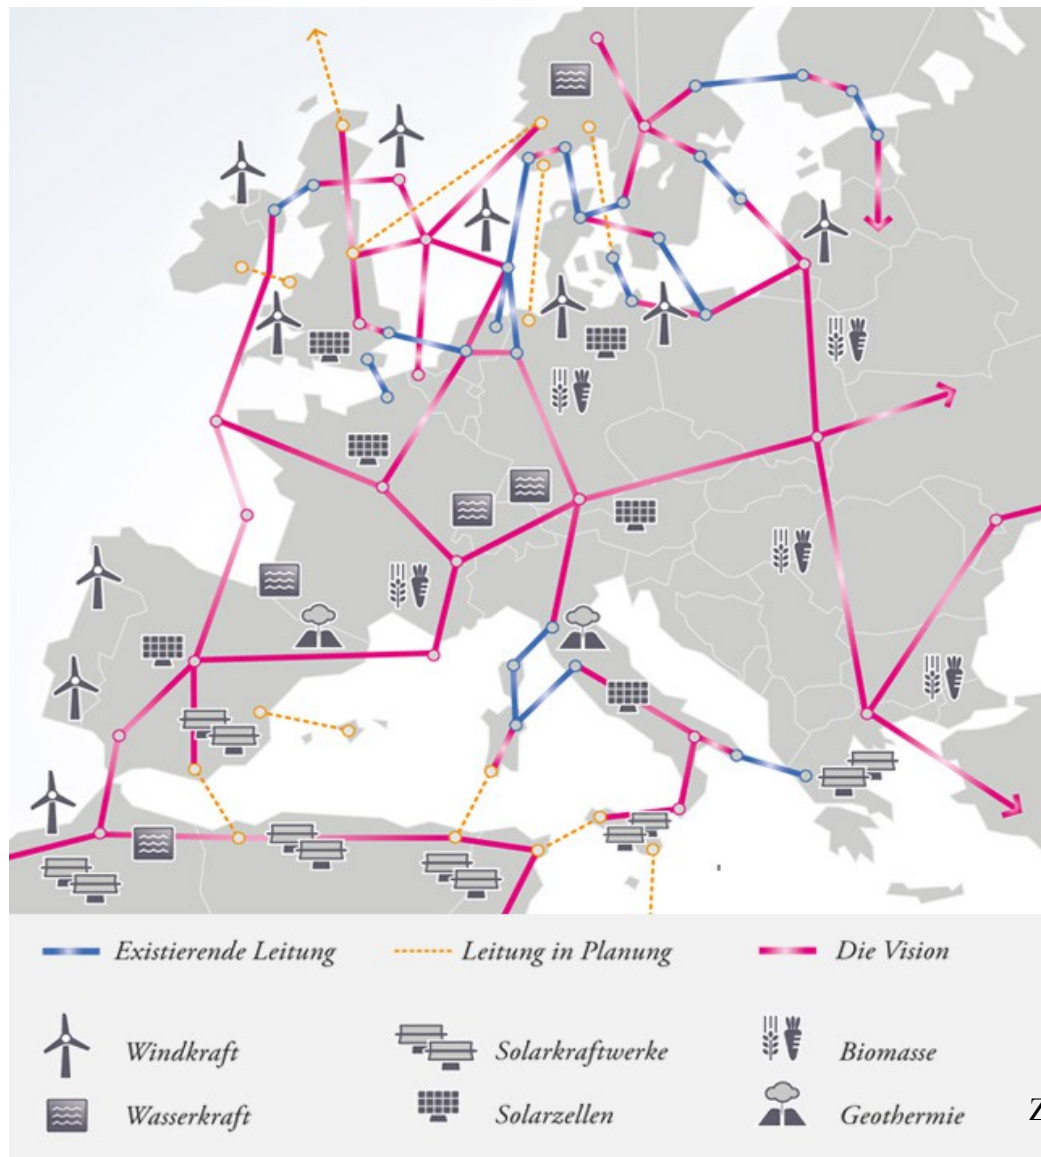 Existierende Leitung
Leitung in Planung
Die Vision
Windkraft
Solarkraftwerke
Biomasse
Wasserkraft
Solarzellen
Geothermie
Z